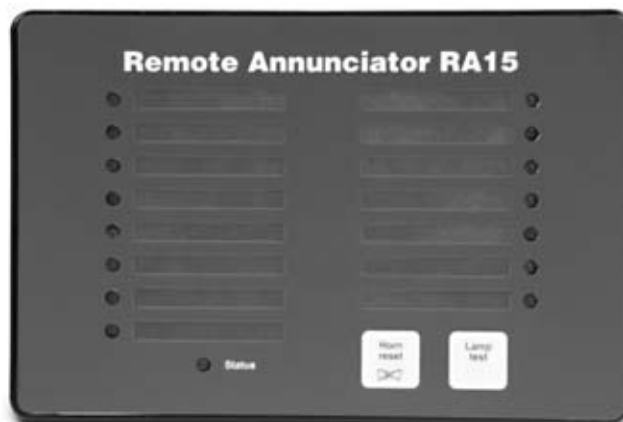 Remote Annunciator RA15
Status
Horn
reset
Lamp
test